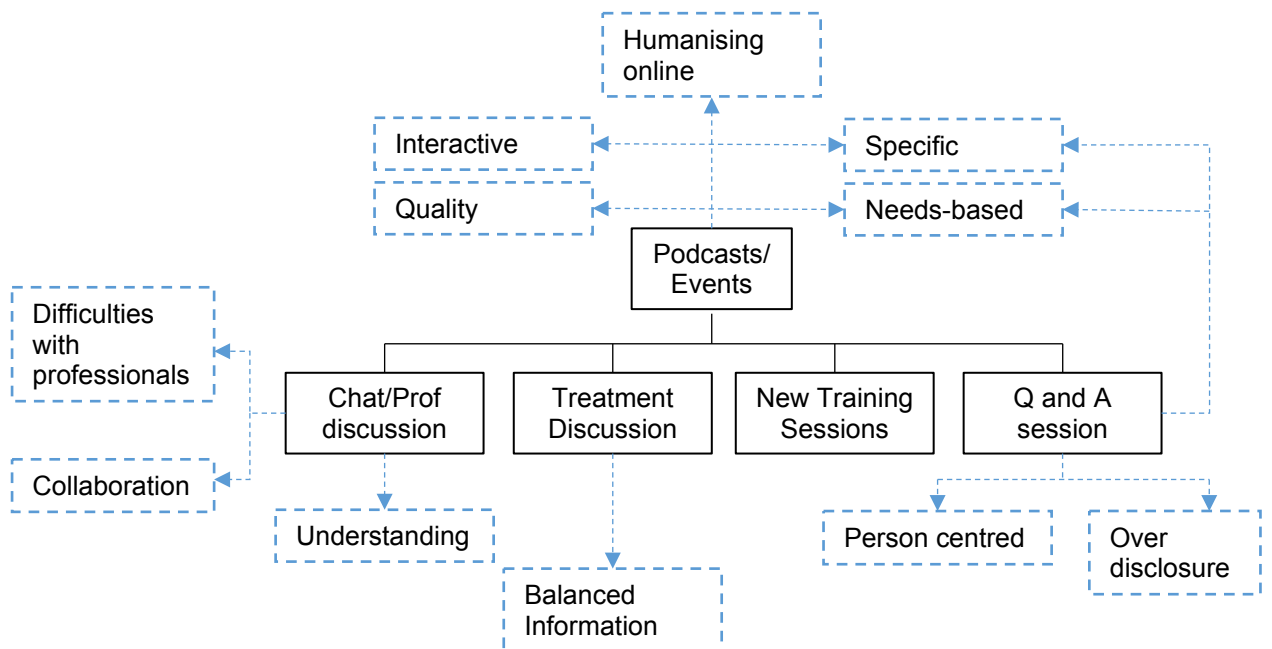 Humanising
online
Interactive
Specific
Quality
Needs-based
Podcasts/
Events
Difficulties
with
professionals
Chat/Prof
discussion
Treatment
Discussion
New Training
Sessions
Q and A
session
Collaboration
Understanding
Person centred
Over
disclosure
Balanced
Information